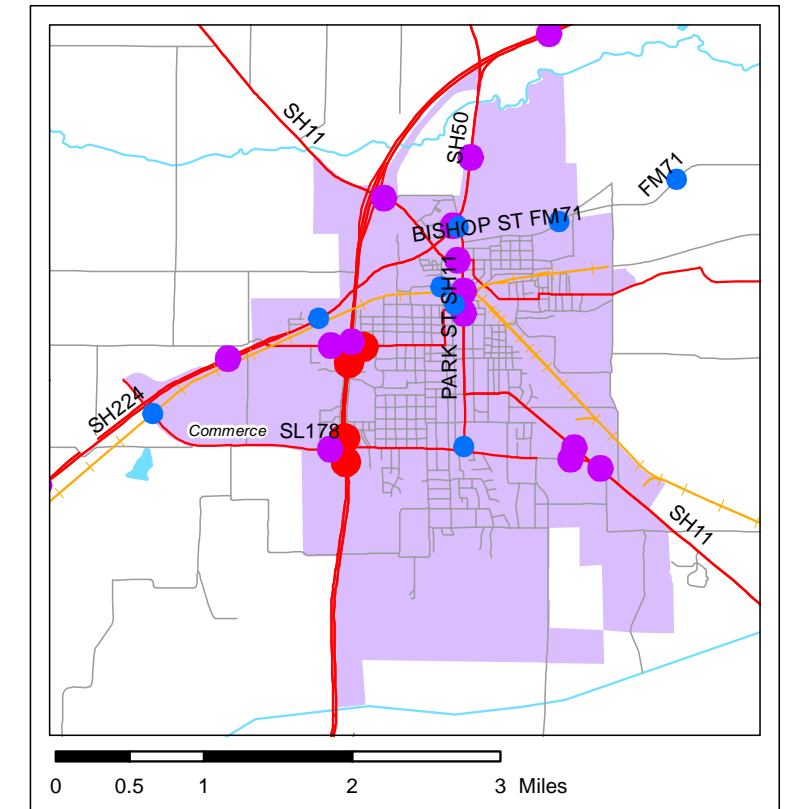 SH11
SH50
FM71
BISHOP ST FM71
PARK ST SH11
SH224
Commerce
SL178
SH11
0 0.5 1 2 3 Miles